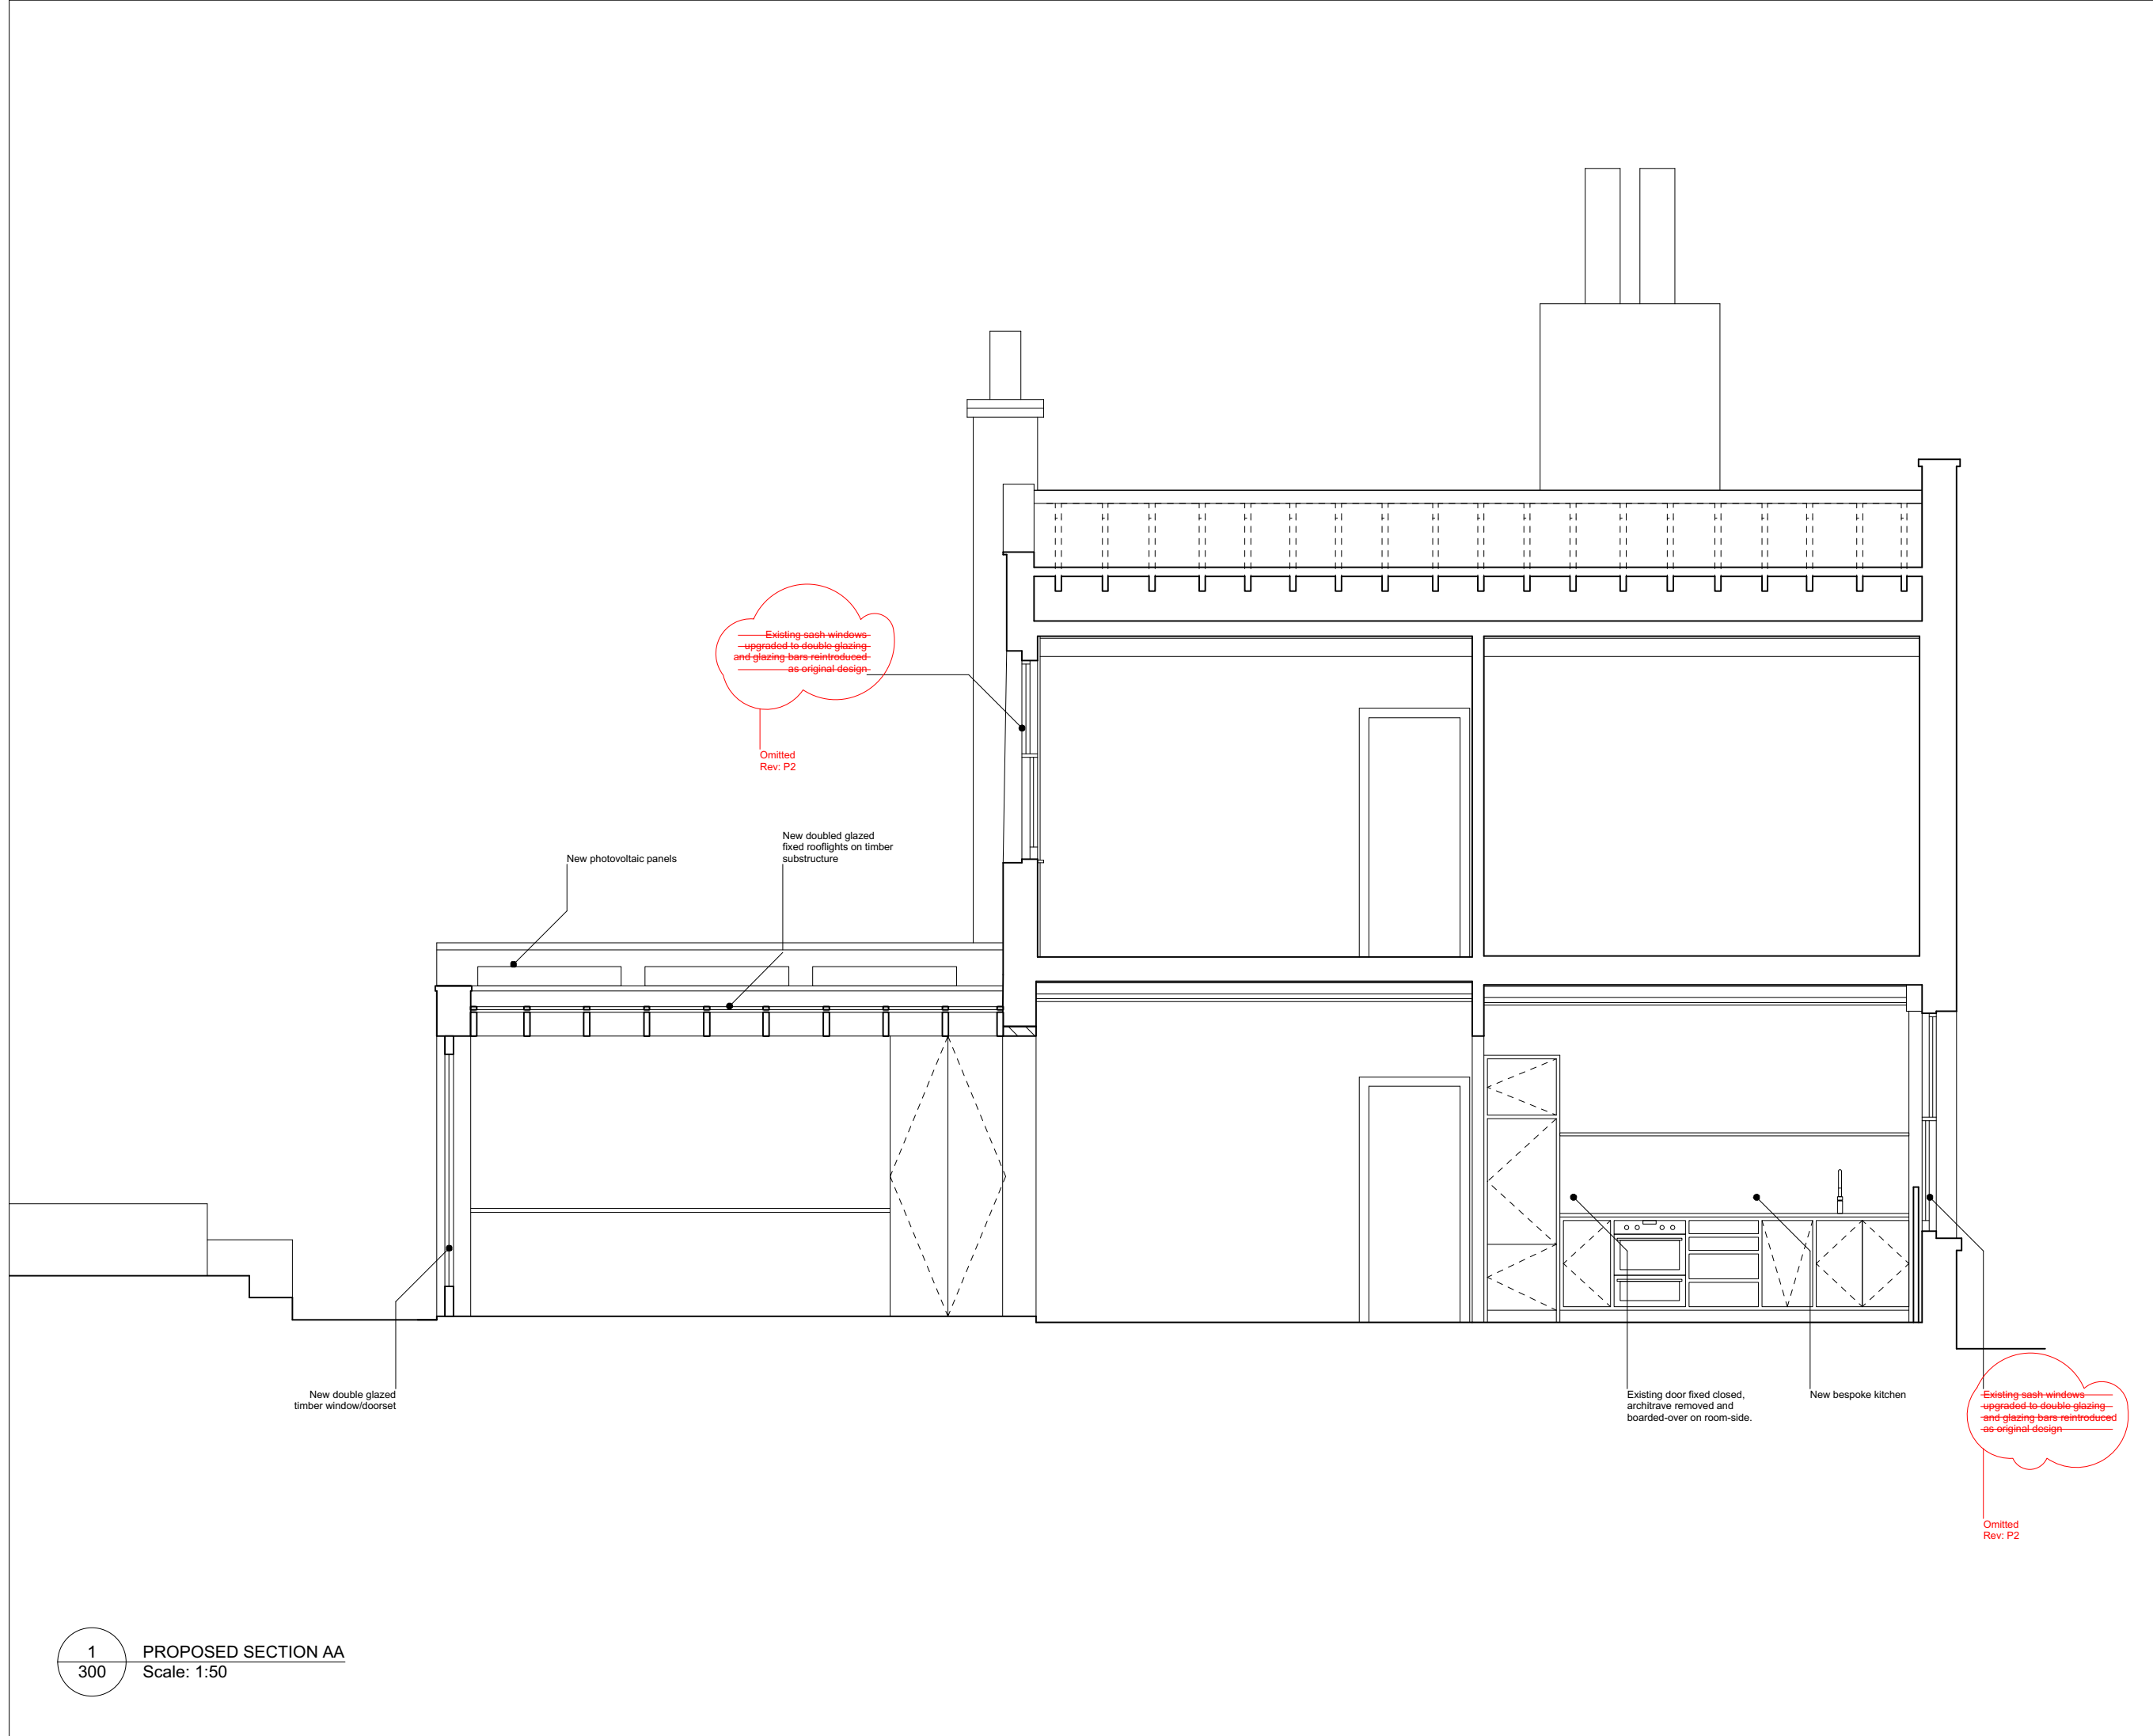 Existing sash windows
upgraded to double glazing
and glazing bars reintroduced
as original design
Omitted
Rev: P2
New doubled glazed
fixed rooflights on timber
substructure
New photovoltaic panels
New double glazed
timber window/doorset
Existing door fixed closed,
architrave removed and
boarded-over on room-side.
New bespoke kitchen
Existing sash windows
upgraded to double glazing
and glazing bars reintroduced
as original design
Omitted
Rev: P2
1
300
PROPOSED SECTION AA
Scale: 1:50